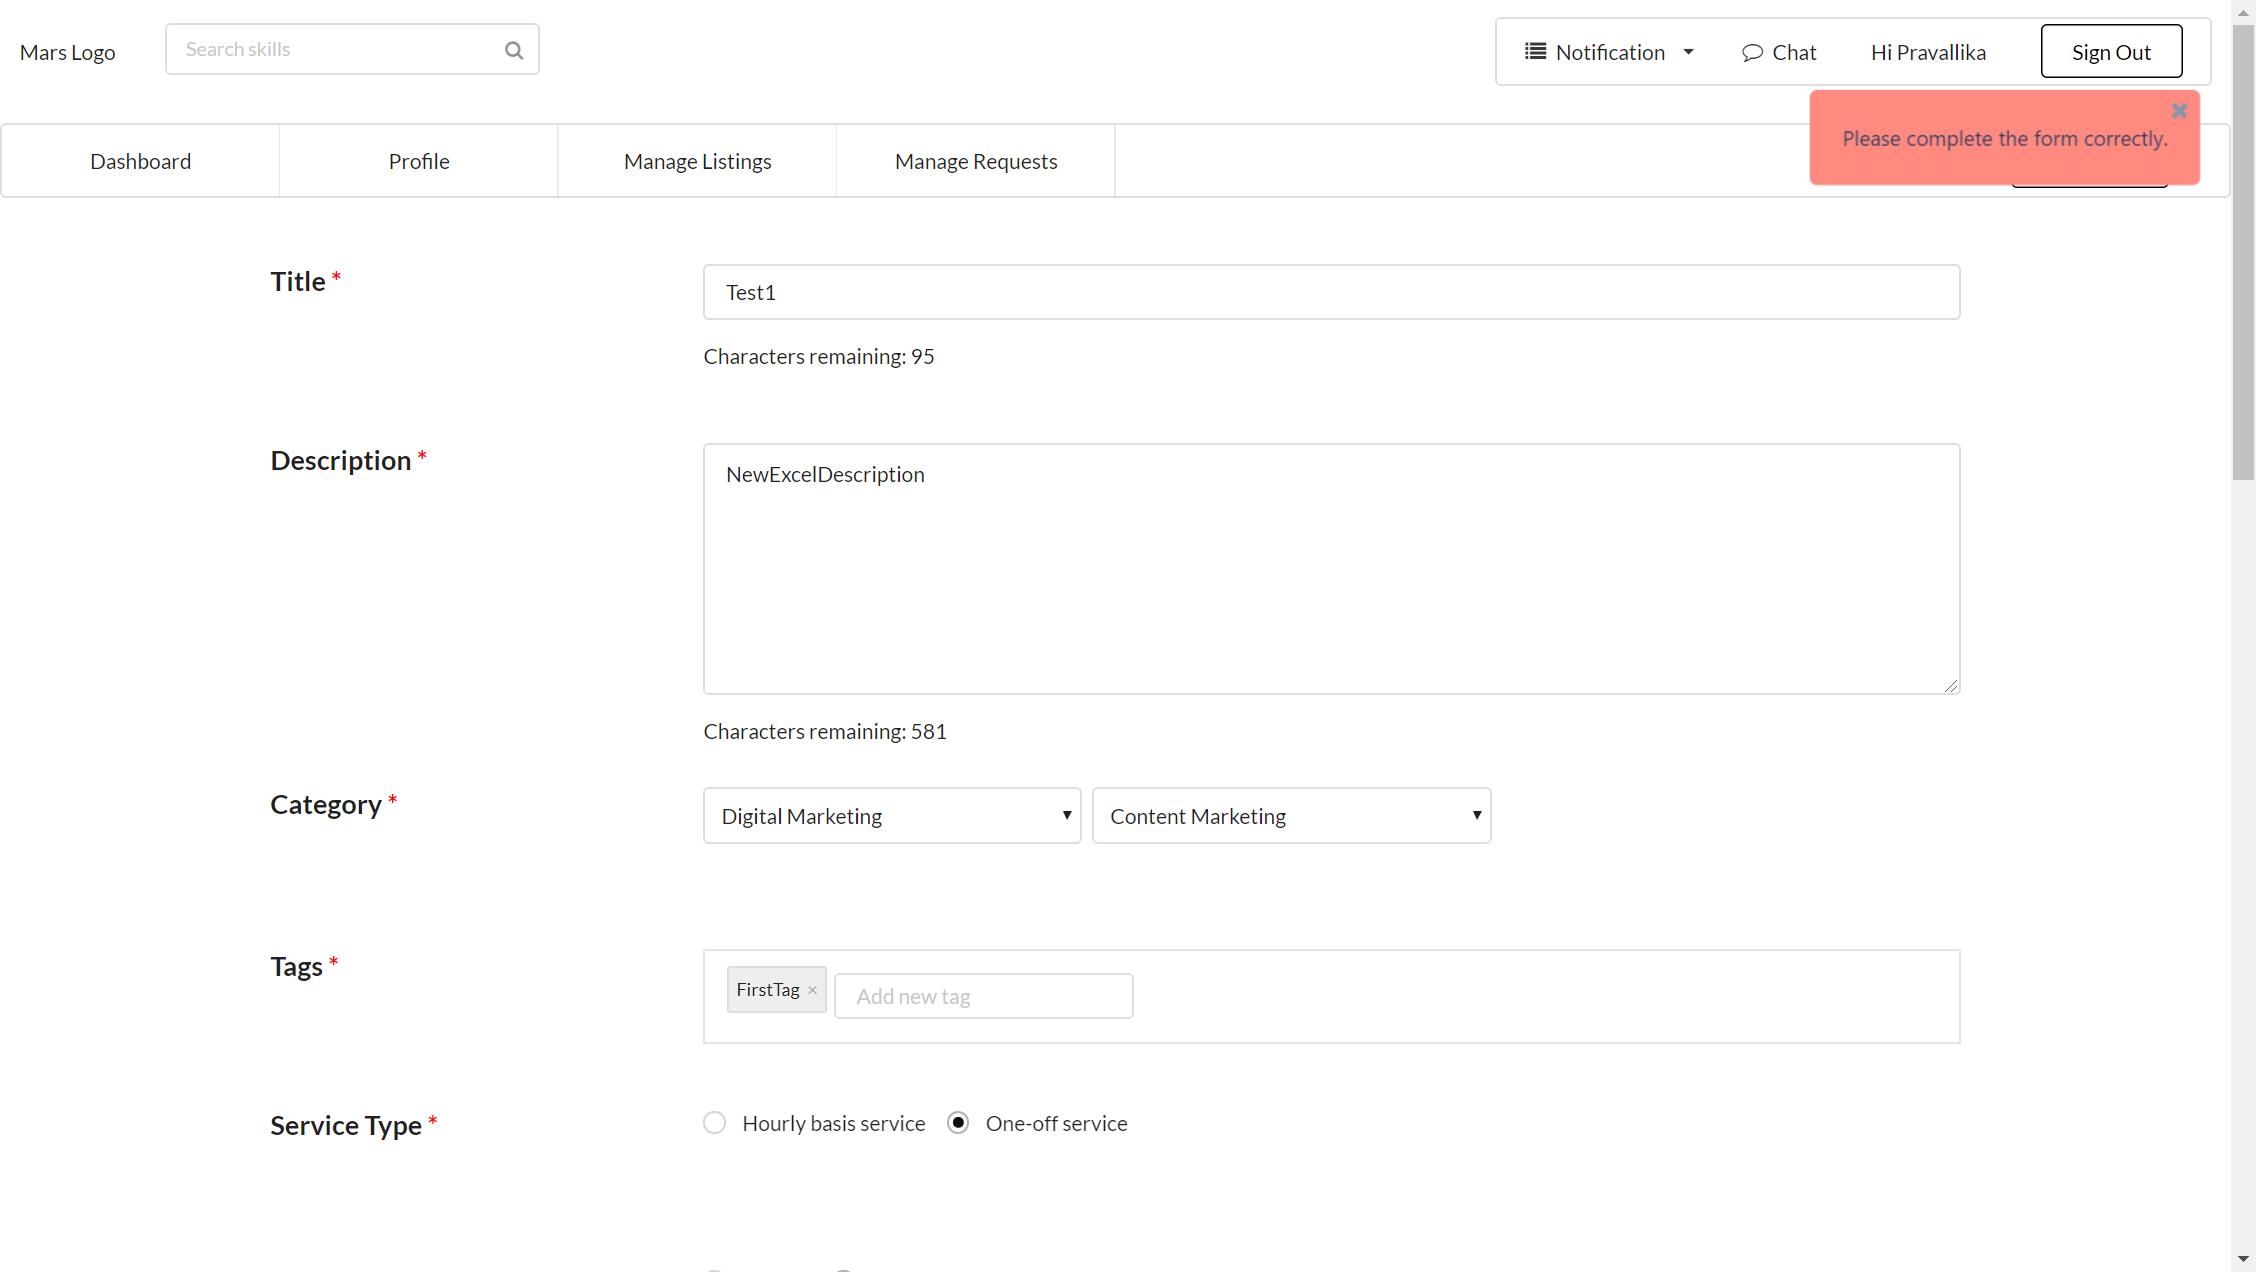 Mars Logo
Search skills
Notification
Chat
Hi Pravallika
Sign Out
Please complete the form correctly.
Dashboard
Profile
Manage Listings
Manage Requests
Title *
Test1
Characters remaining: 95
Description *
NewExcelDescription
Characters remaining: 581
Category *
Digital Marketing
Content Marketing
Tags *
FirstTag ×
Add new tag
Service Type *
Hourly basis service
One-off service